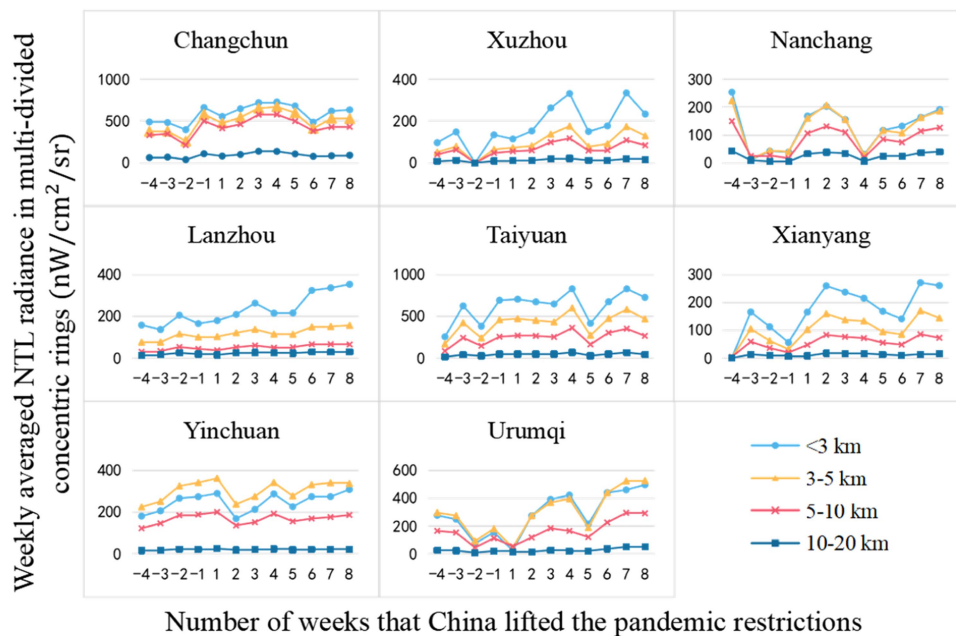 Weekly averaged NTL radiance in multi-divided
concentric rings (nW/cm²/sr)
Changchun
1000
500
0
−4 −3 −2 −1 1 2 3 4 5 6 7 8
Xuzhou
400
200
0
−4 −3 −2 −1 1 2 3 4 5 6 7 8
Nanchang
300
200
100
0
−4 −3 −2 −1 1 2 3 4 5 6 7 8
Lanzhou
400
200
0
−4 −3 −2 −1 1 2 3 4 5 6 7 8
Taiyuan
1000
500
0
−4 −3 −2 −1 1 2 3 4 5 6 7 8
Xianyang
300
200
100
0
−4 −3 −2 −1 1 2 3 4 5 6 7 8
Yinchuan
400
200
0
−4 −3 −2 −1 1 2 3 4 5 6 7 8
Urumqi
600
400
200
0
−4 −3 −2 −1 1 2 3 4 5 6 7 8
<3 km
3-5 km
5-10 km
10-20 km
Number of weeks that China lifted the pandemic restrictions